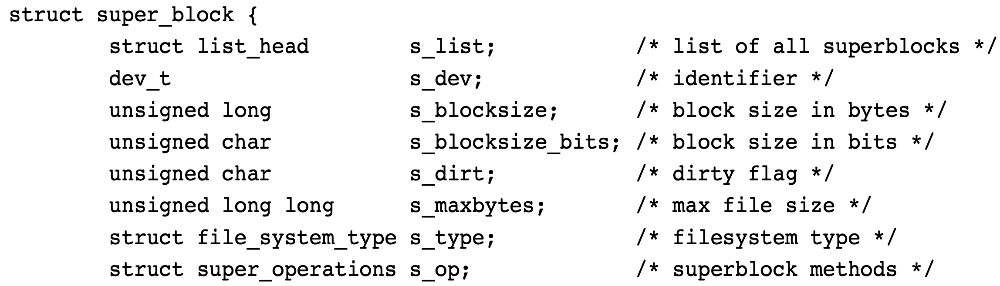 struct super_block {
        struct list_head        s_list;           /* list of all superblocks */
        dev_t                   s_dev;            /* identifier */
        unsigned long           s_blocksize;      /* block size in bytes */
        unsigned char           s_blocksize_bits; /* block size in bits */
        unsigned char           s_dirt;           /* dirty flag */
        unsigned long long      s_maxbytes;       /* max file size */
        struct file_system_type s_type;           /* filesystem type */
        struct super_operations s_op;             /* superblock methods */